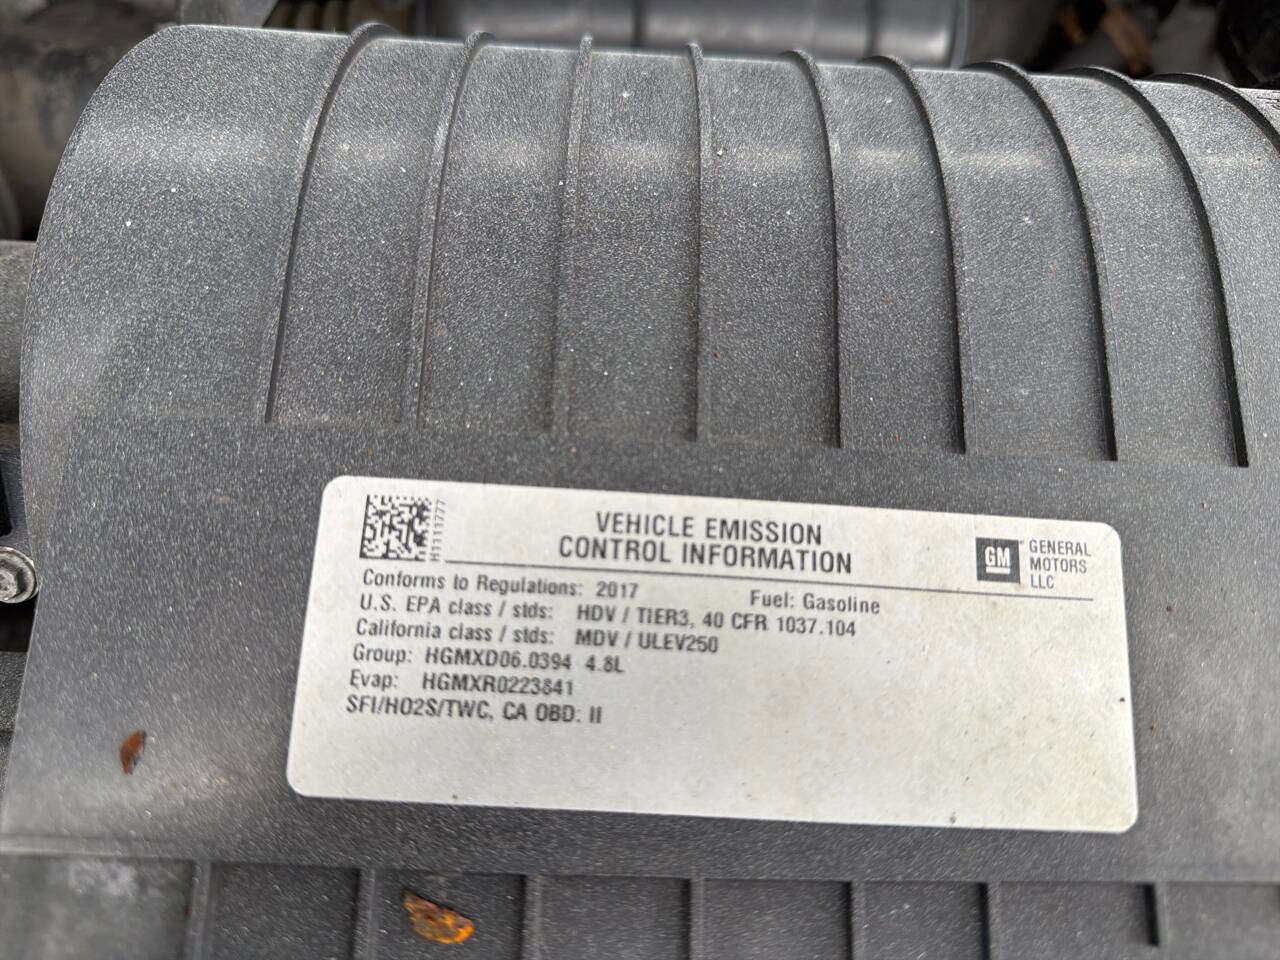 H1111777
VEHICLE EMISSION
CONTROL INFORMATION
GM
GENERAL
MOTORS
LLC
Conforms to Regulations: 2017 Fuel: Gasoline
U.S. EPA class / stds: HDV / TIER3, 40 CFR 1037.104
California class / stds: MDV / ULEV250
Group: HGMXD06.0394 4.8L
Evap: HGMXR0223841
SFI/HO2S/TWC, CA OBD: II